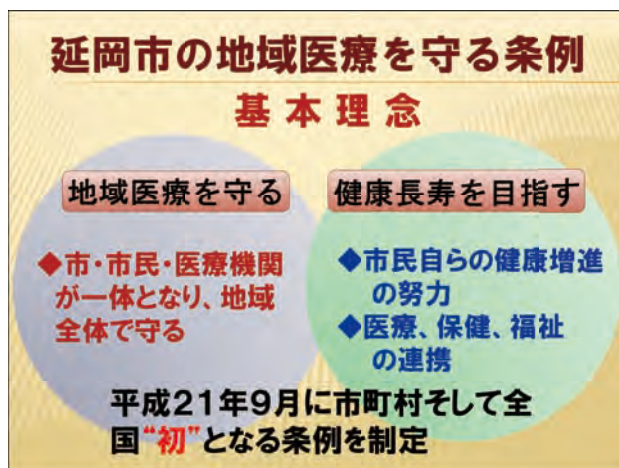 延岡市の地域医療を守る条例
基本理念
地域医療を守る
◆市・市民・医療機関
が一体となり、地域
全体で守る
健康長寿を目指す
◆市民自らの健康増進
の努力
◆医療、保健、福祉
の連携
平成21年9月に市町村そして全
国“初”となる条例を制定